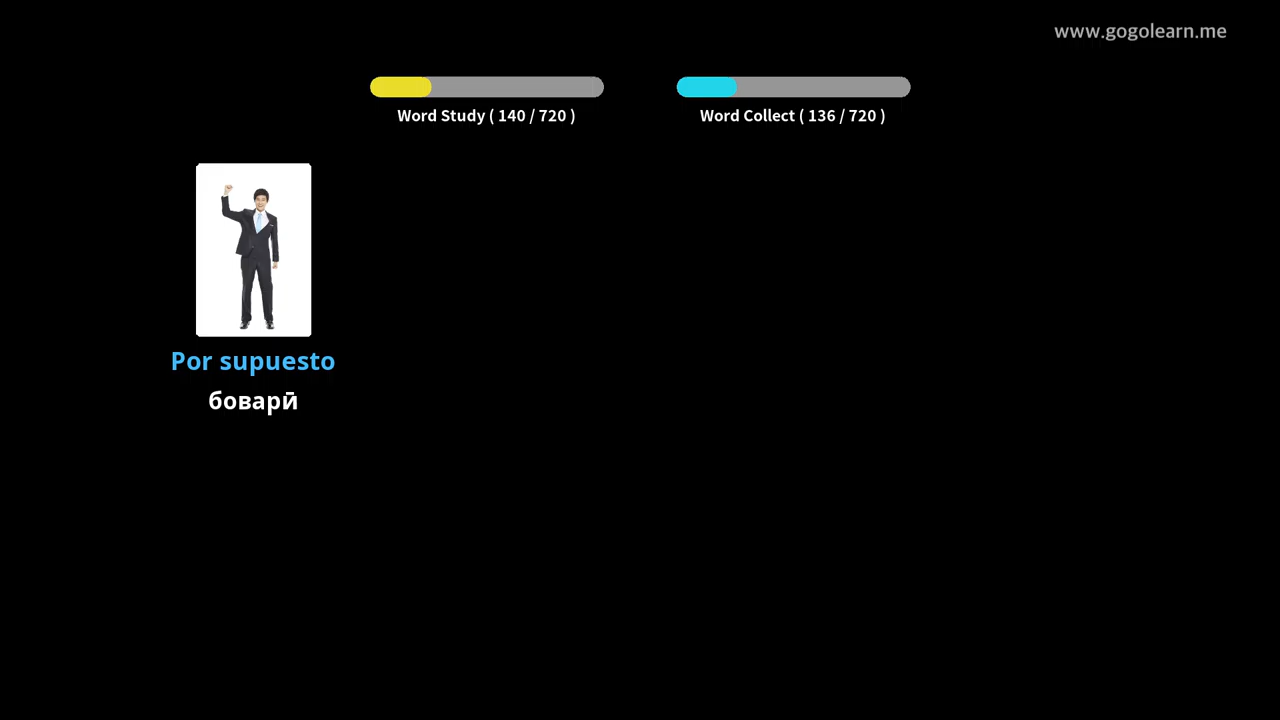 www.gogolearn.me
Word Study ( 140 / 720 )
Word Collect ( 136 / 720 )
Por supuesto
боварӣ